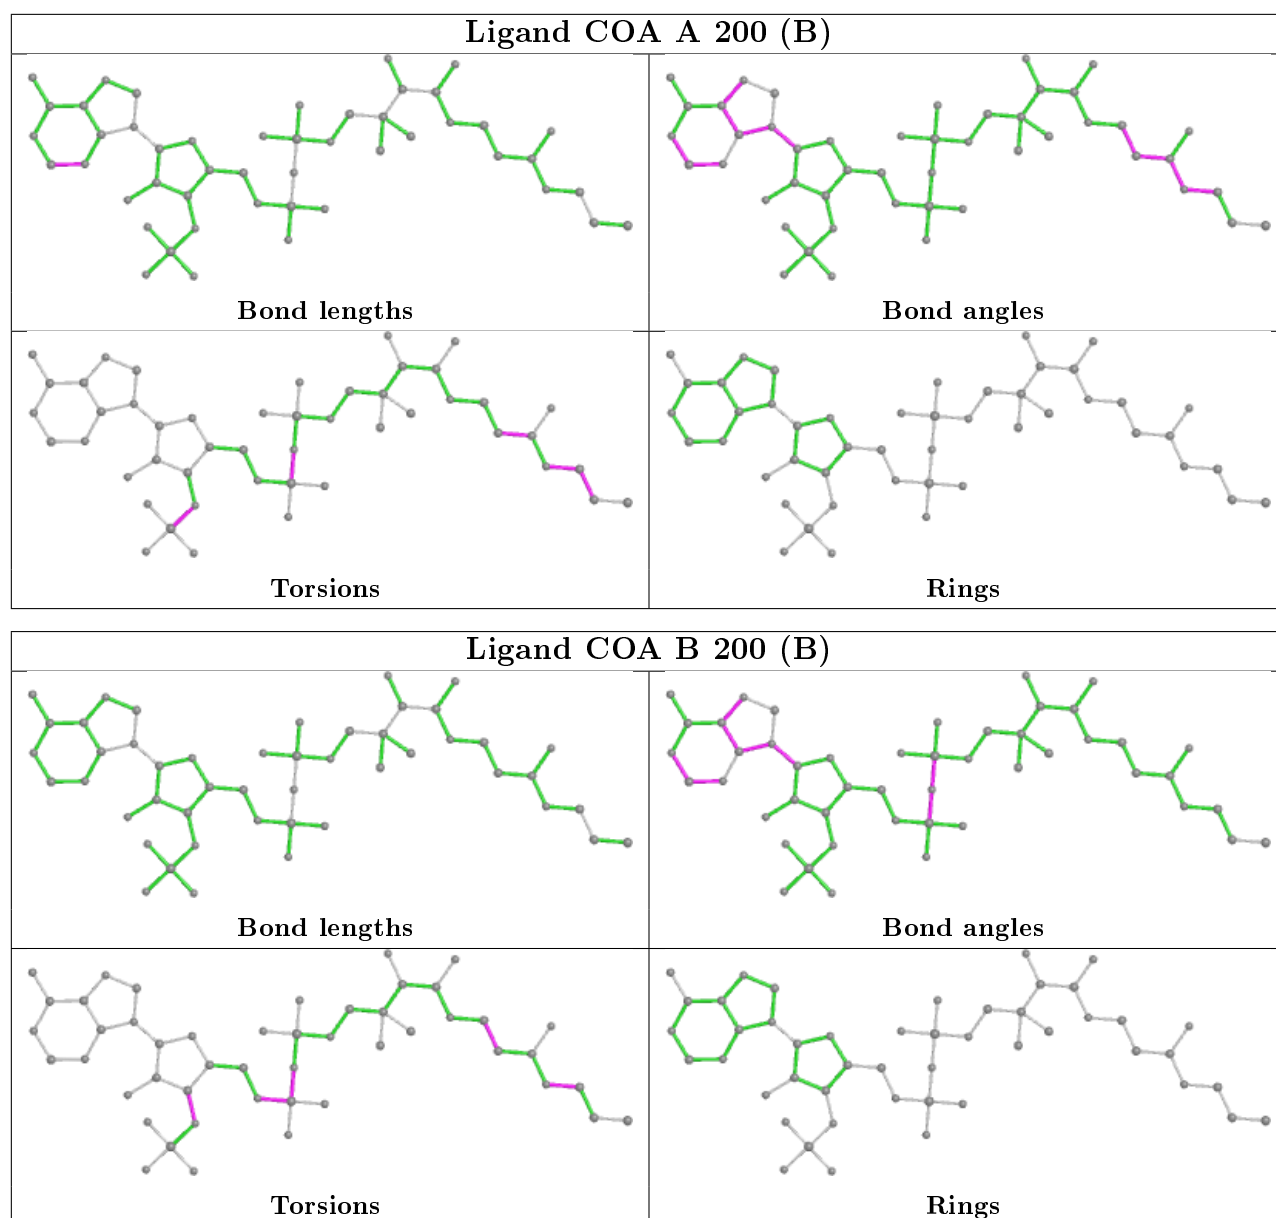 Ligand COA A 200 (B)
Bond lengths
Bond angles
Torsions
Rings
Ligand COA B 200 (B)
Bond lengths
Bond angles
Torsions
Rings